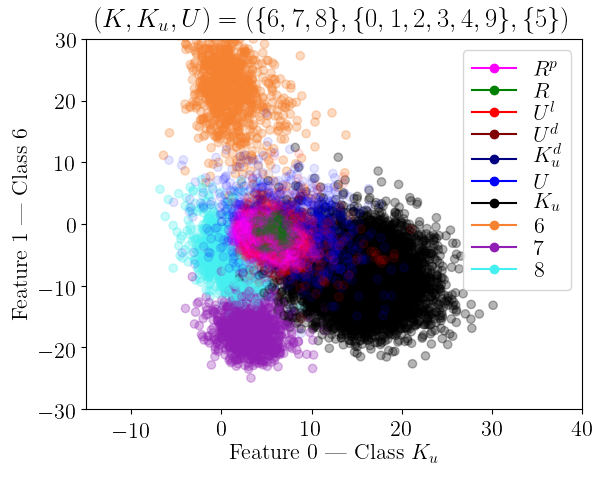 (K, K_u, U) = ({6, 7, 8}, {0, 1, 2, 3, 4, 9}, {5})
30
20
10
0
−10
−20
−30
Feature 1 — Class 6
R^p
R
U^l
U^d
K_u^d
U
K_u
6
7
8
−10
0
10
20
30
40
Feature 0 — Class K_u